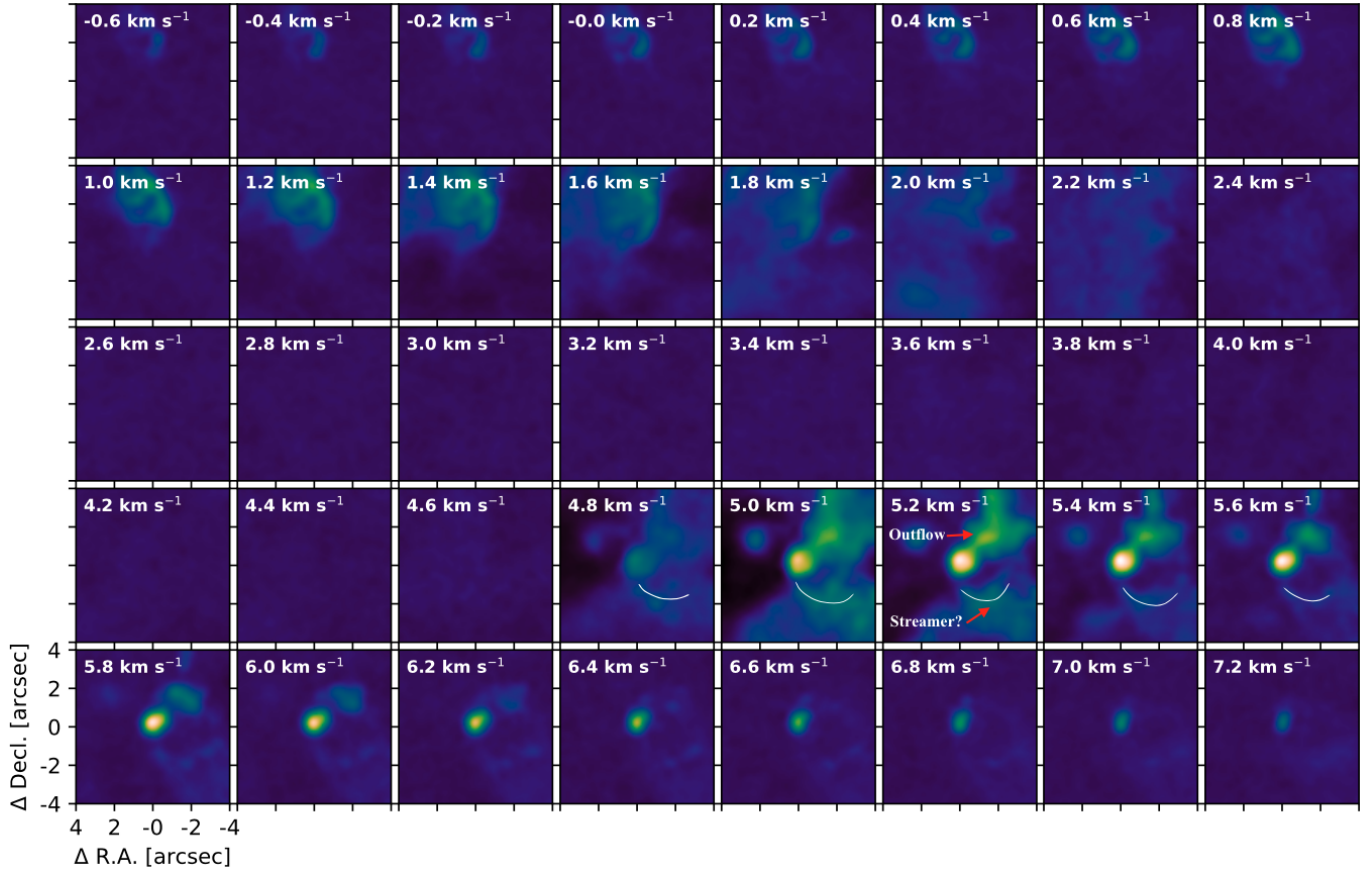 -0.6 km s⁻¹ -0.4 km s⁻¹ -0.2 km s⁻¹ -0.0 km s⁻¹ 0.2 km s⁻¹ 0.4 km s⁻¹ 0.6 km s⁻¹ 0.8 km s⁻¹
1.0 km s⁻¹ 1.2 km s⁻¹ 1.4 km s⁻¹ 1.6 km s⁻¹ 1.8 km s⁻¹ 2.0 km s⁻¹ 2.2 km s⁻¹ 2.4 km s⁻¹
2.6 km s⁻¹ 2.8 km s⁻¹ 3.0 km s⁻¹ 3.2 km s⁻¹ 3.4 km s⁻¹ 3.6 km s⁻¹ 3.8 km s⁻¹ 4.0 km s⁻¹
4.2 km s⁻¹ 4.4 km s⁻¹ 4.6 km s⁻¹ 4.8 km s⁻¹ 5.0 km s⁻¹ 5.2 km s⁻¹ 5.4 km s⁻¹ 5.6 km s⁻¹
Outflow
Streamer?
5.8 km s⁻¹ 6.0 km s⁻¹ 6.2 km s⁻¹ 6.4 km s⁻¹ 6.6 km s⁻¹ 6.8 km s⁻¹ 7.0 km s⁻¹ 7.2 km s⁻¹
4
2
0
-2
-4
Δ Decl. [arcsec]
4 2 -0 -2 -4
Δ R.A. [arcsec]